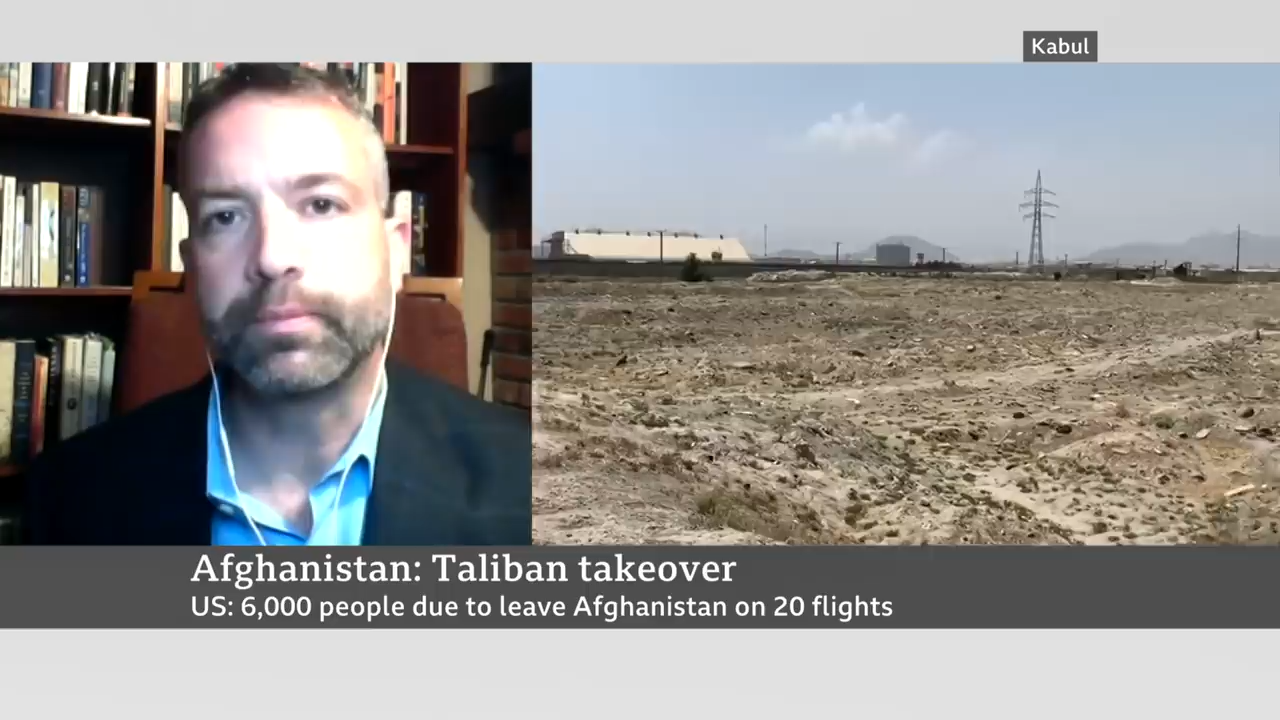 Kabul
Afghanistan: Taliban takeover
US: 6,000 people due to leave Afghanistan on 20 flights